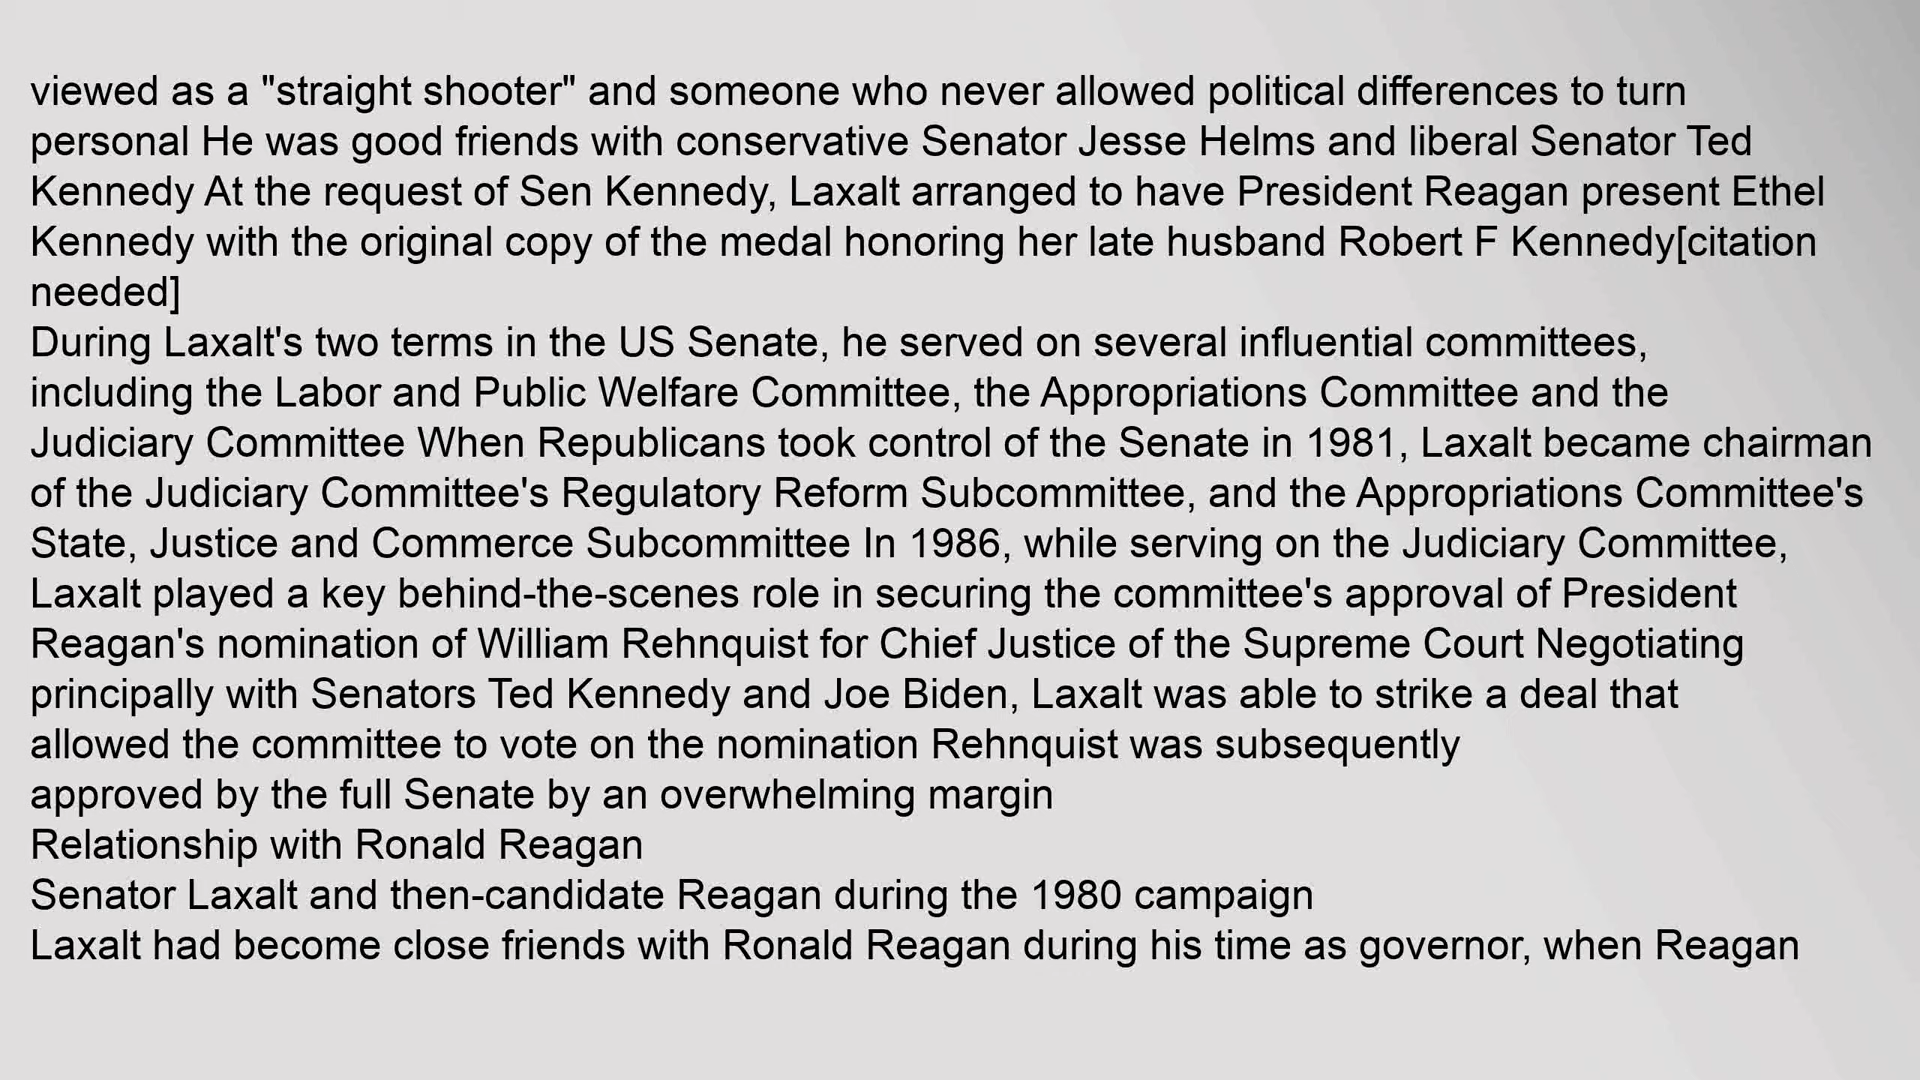 viewed as a "straight shooter" and someone who never allowed political differences to turn
personal He was good friends with conservative Senator Jesse Helms and liberal Senator Ted
Kennedy At the request of Sen Kennedy, Laxalt arranged to have President Reagan present Ethel
Kennedy with the original copy of the medal honoring her late husband Robert F Kennedy[citation
needed]
During Laxalt's two terms in the US Senate, he served on several influential committees,
including the Labor and Public Welfare Committee, the Appropriations Committee and the
Judiciary Committee When Republicans took control of the Senate in 1981, Laxalt became chairman
of the Judiciary Committee's Regulatory Reform Subcommittee, and the Appropriations Committee's
State, Justice and Commerce Subcommittee In 1986, while serving on the Judiciary Committee,
Laxalt played a key behind-the-scenes role in securing the committee's approval of President
Reagan's nomination of William Rehnquist for Chief Justice of the Supreme Court Negotiating
principally with Senators Ted Kennedy and Joe Biden, Laxalt was able to strike a deal that
allowed the committee to vote on the nomination Rehnquist was subsequently
approved by the full Senate by an overwhelming margin
Relationship with Ronald Reagan
Senator Laxalt and then-candidate Reagan during the 1980 campaign
Laxalt had become close friends with Ronald Reagan during his time as governor, when Reagan